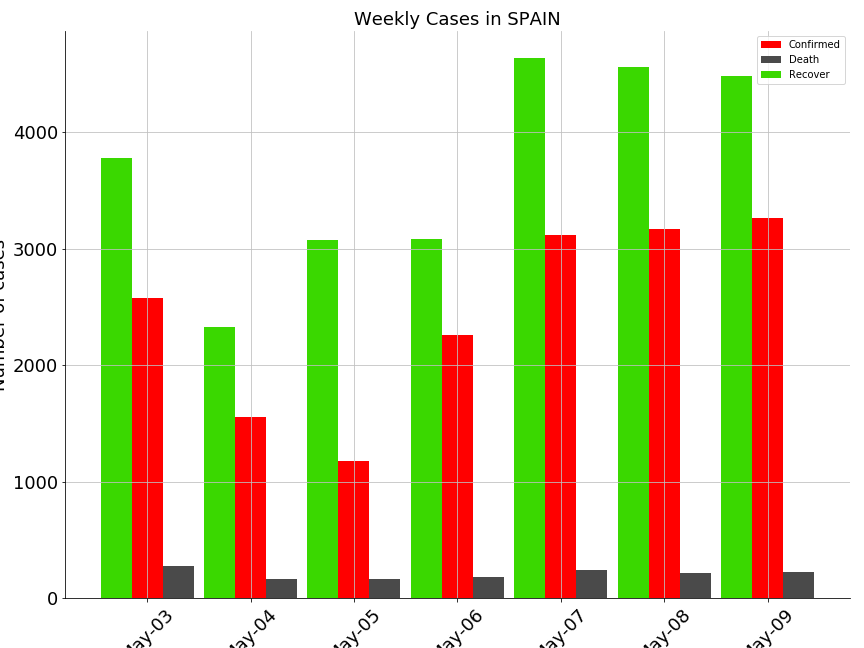 Weekly Cases in SPAIN
Confirmed
Death
Recover
4000
3000
2000
1000
0
Number of cases
May-03
May-04
May-05
May-06
May-07
May-08
May-09